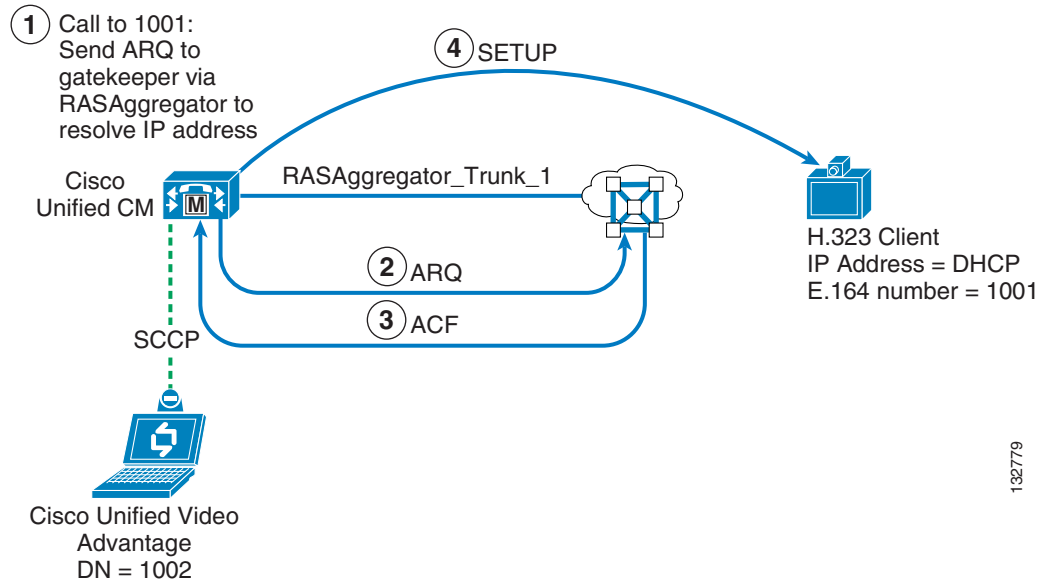 1 Call to 1001:
Send ARQ to
gatekeeper via
RASAggregator to
resolve IP address
4 SETUP
Cisco
Unified CM
M
RASAggregator_Trunk_1
H.323 Client
IP Address = DHCP
E.164 number = 1001
2 ARQ
3 ACF
SCCP
Cisco Unified Video
Advantage
DN = 1002
132779